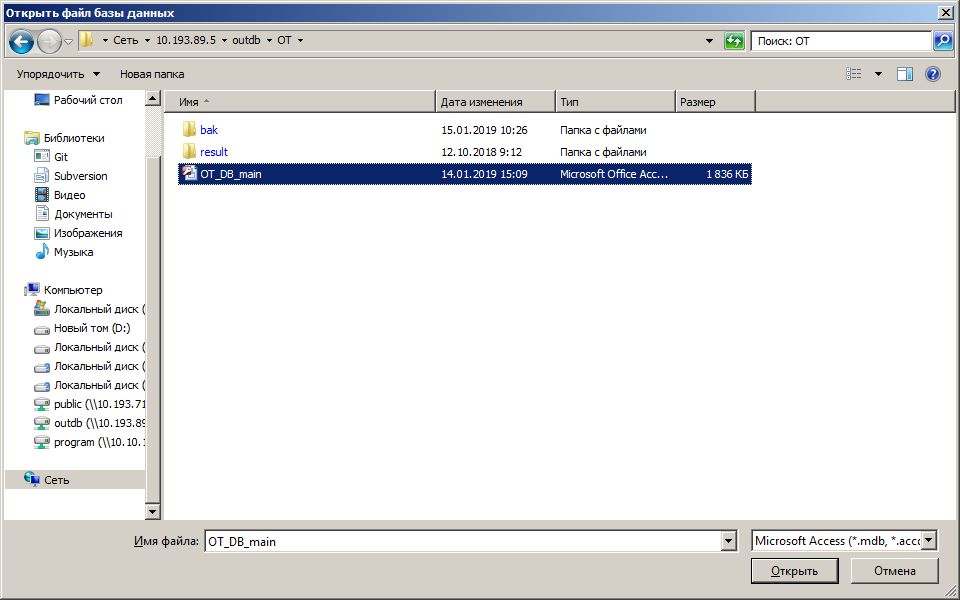 Открыть файл базы данных
Сеть 10.193.89.5 outdb OT
Поиск: OT
Упорядочить Новая папка
Рабочий стол
Библиотеки
Git
Subversion
Видео
Документы
Изображения
Музыка
Компьютер
Локальный диск (
Новый том (D:)
Локальный диск (
Локальный диск (
Локальный диск (
public (\\10.193.71
outdb (\\10.193.89
program (\\10.10.1
Сеть
Имя Дата изменения Тип Размер
bak 15.01.2019 10:26 Папка с файлами
result 12.10.2018 9:12 Папка с файлами
OT_DB_main 14.01.2019 15:09 Microsoft Office Acc... 1 836 КБ
Имя файла: OT_DB_main
Microsoft Access (*.mdb, *.acc
Открыть Отмена